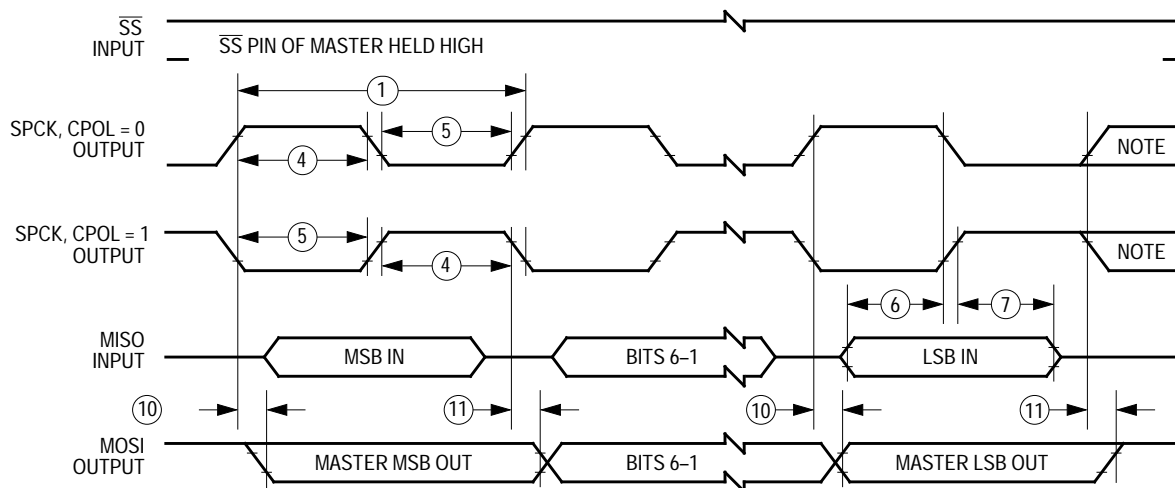 SS
INPUT
SS PIN OF MASTER HELD HIGH
1
SPCK, CPOL = 0
OUTPUT
5
4
NOTE
SPCK, CPOL = 1
OUTPUT
5
4
NOTE
6
7
MISO
INPUT
MSB IN
BITS 6–1
LSB IN
10
11
10
11
MOSI
OUTPUT
MASTER MSB OUT
BITS 6–1
MASTER LSB OUT